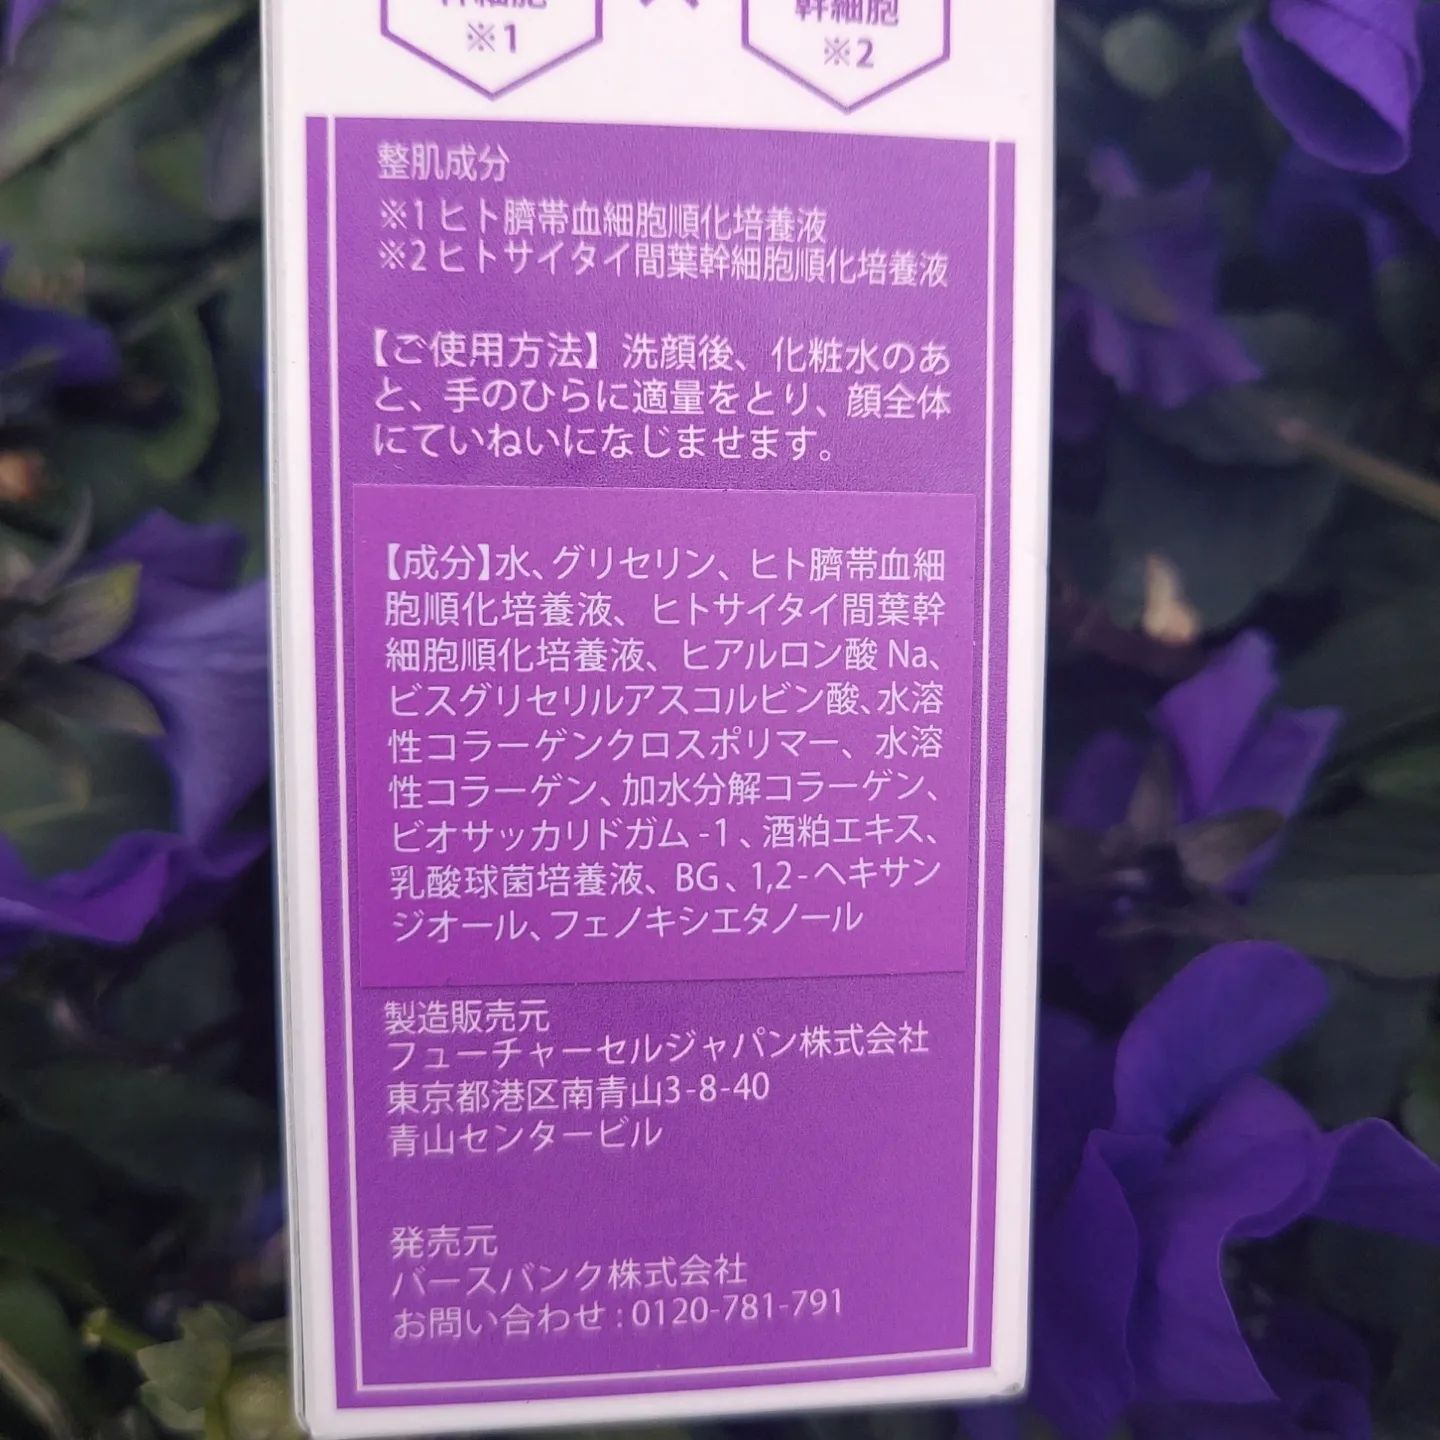 幹細胞
※1
幹細胞
※2
整肌成分
※1 ヒト臍帯血細胞順化培養液
※2 ヒトサイタイ間葉幹細胞順化培養液
【ご使用方法】洗顔後、化粧水のあ
と、手のひらに適量をとり、顔全体
にていねいになじませます。
【成分】水、グリセリン、ヒト臍帯血細
胞順化培養液、ヒトサイタイ間葉幹
細胞順化培養液、ヒアルロン酸 Na、
ビスグリセリルアスコルビン酸、水溶
性コラーゲンクロスポリマー、水溶
性コラーゲン、加水分解コラーゲン、
ビオサッカリドガム -1 、酒粕エキス、
乳酸球菌培養液、BG、1,2-ヘキサン
ジオール、フェノキシエタノール
製造販売元
フューチャーセルジャパン株式会社
東京都港区南青山3-8-40
青山センタービル
発売元
バースバンク株式会社
お問い合わせ : 0120-781-791